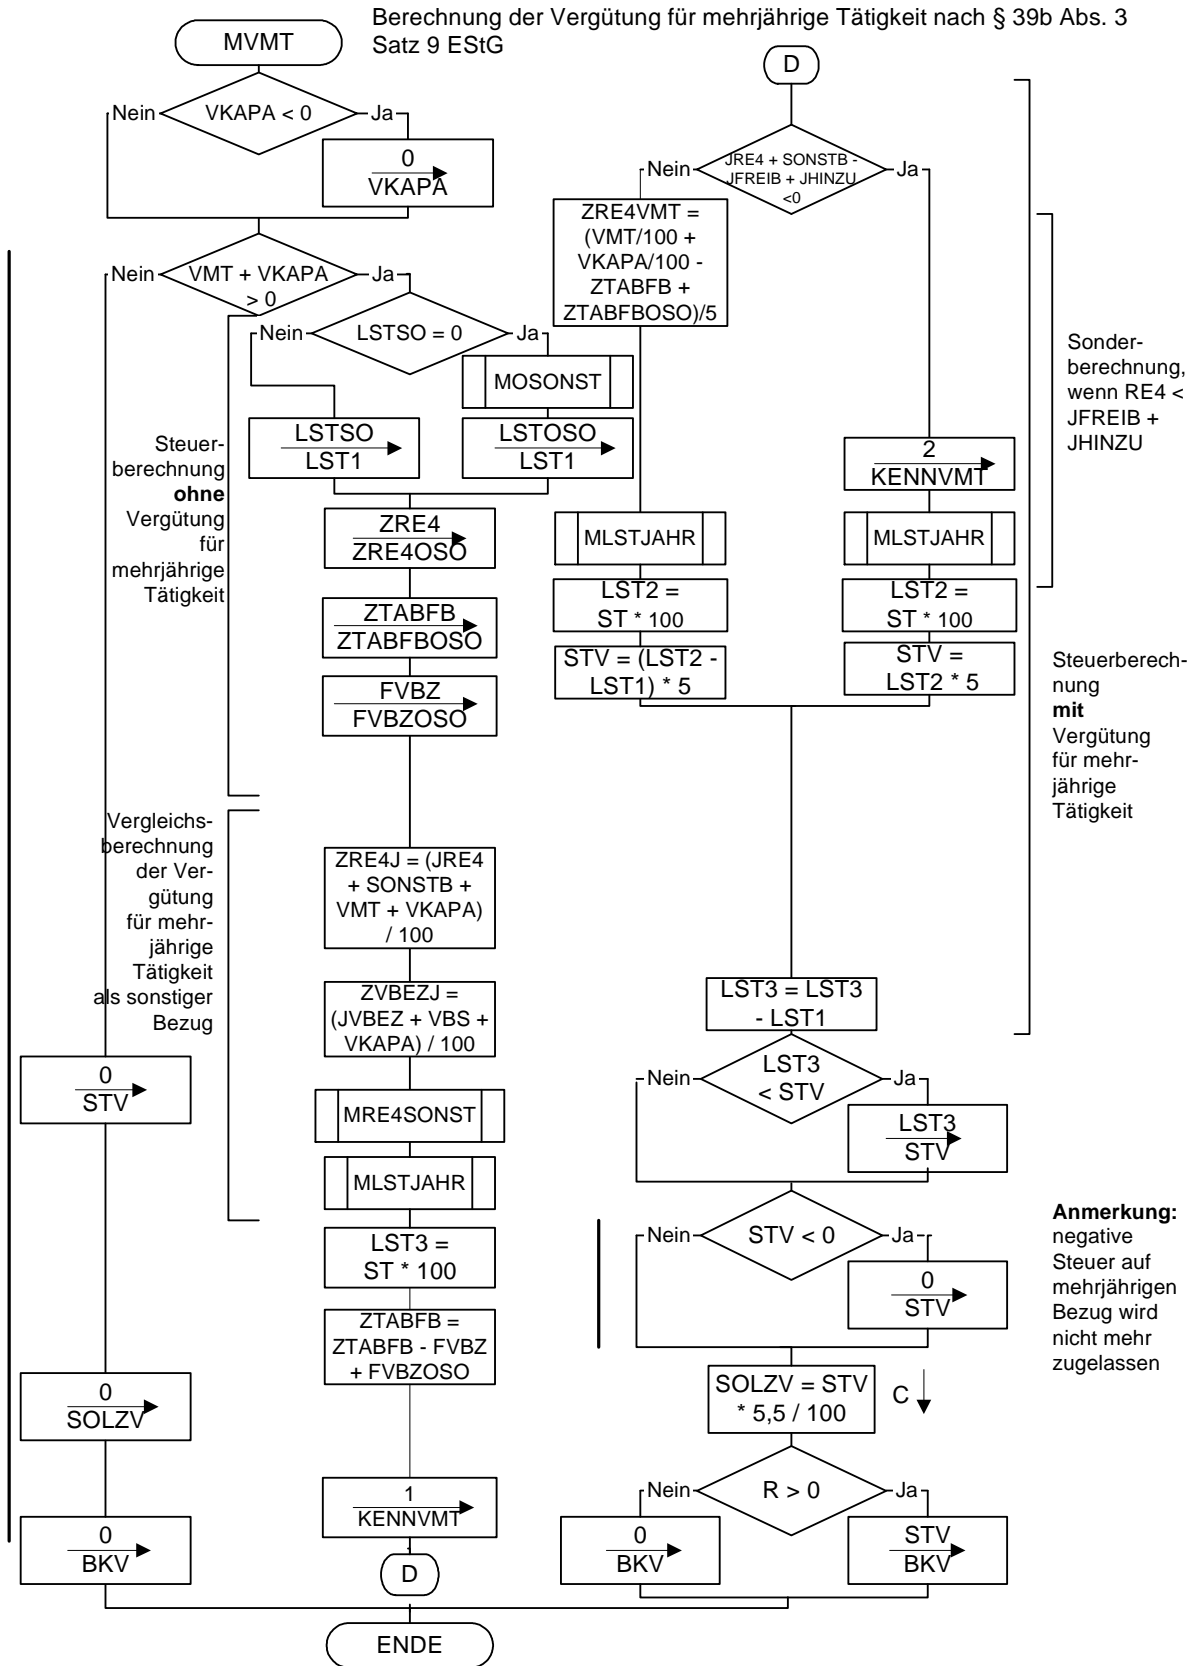 Berechnung der Vergütung für mehrjährige Tätigkeit nach § 39b Abs. 3
Satz 9 EStG
MVMT
VKAPA < 0
Nein
Ja
0
VKAPA
VMT + VKAPA
> 0
Nein
Ja
LSTSO = 0
Nein
Ja
MOSONST
LSTSO
LST1
LSTOSO
LST1
Steuer-
berechnung
ohne
Vergütung
für
mehrjährige
Tätigkeit
ZRE4
ZRE4OSO
ZTABFB
ZTABFBOSO
FVBZ
FVBZOSO
Vergleichs-
berechnung
der Ver-
gütung
für mehr-
jährige
Tätigkeit
als sonstiger
Bezug
ZRE4J = (JRE4
+ SONSTB +
VMT + VKAPA)
/ 100
ZVBEZJ =
(JVBEZ + VBS +
VKAPA) / 100
MRE4SONST
MLSTJAHR
LST3 =
ST * 100
ZTABFB =
ZTABFB - FVBZ
+ FVBZOSO
1
KENNVMT
D
0
STV
0
SOLZV
0
BKV
ENDE
D
JRE4 + SONSTB -
JFREIB + JHINZU
<0
Nein
Ja
ZRE4VMT =
(VMT/100 +
VKAPA/100 -
ZTABFB +
ZTABFBOSO)/5
MLSTJAHR
LST2 =
ST * 100
STV = (LST2 -
LST1) * 5
2
KENNVMT
MLSTJAHR
LST2 =
ST * 100
STV =
LST2 * 5
Sonder-
berechnung,
wenn RE4 <
JFREIB +
JHINZU
Steuerberech-
nung
mit
Vergütung
für mehr-
jährige
Tätigkeit
LST3 = LST3
- LST1
LST3
< STV
Nein
Ja
LST3
STV
STV < 0
Nein
Ja
0
STV
Anmerkung:
negative
Steuer auf
mehrjährigen
Bezug wird
nicht mehr
zugelassen
SOLZV = STV
* 5,5 / 100
C
R > 0
Nein
Ja
0
BKV
STV
BKV